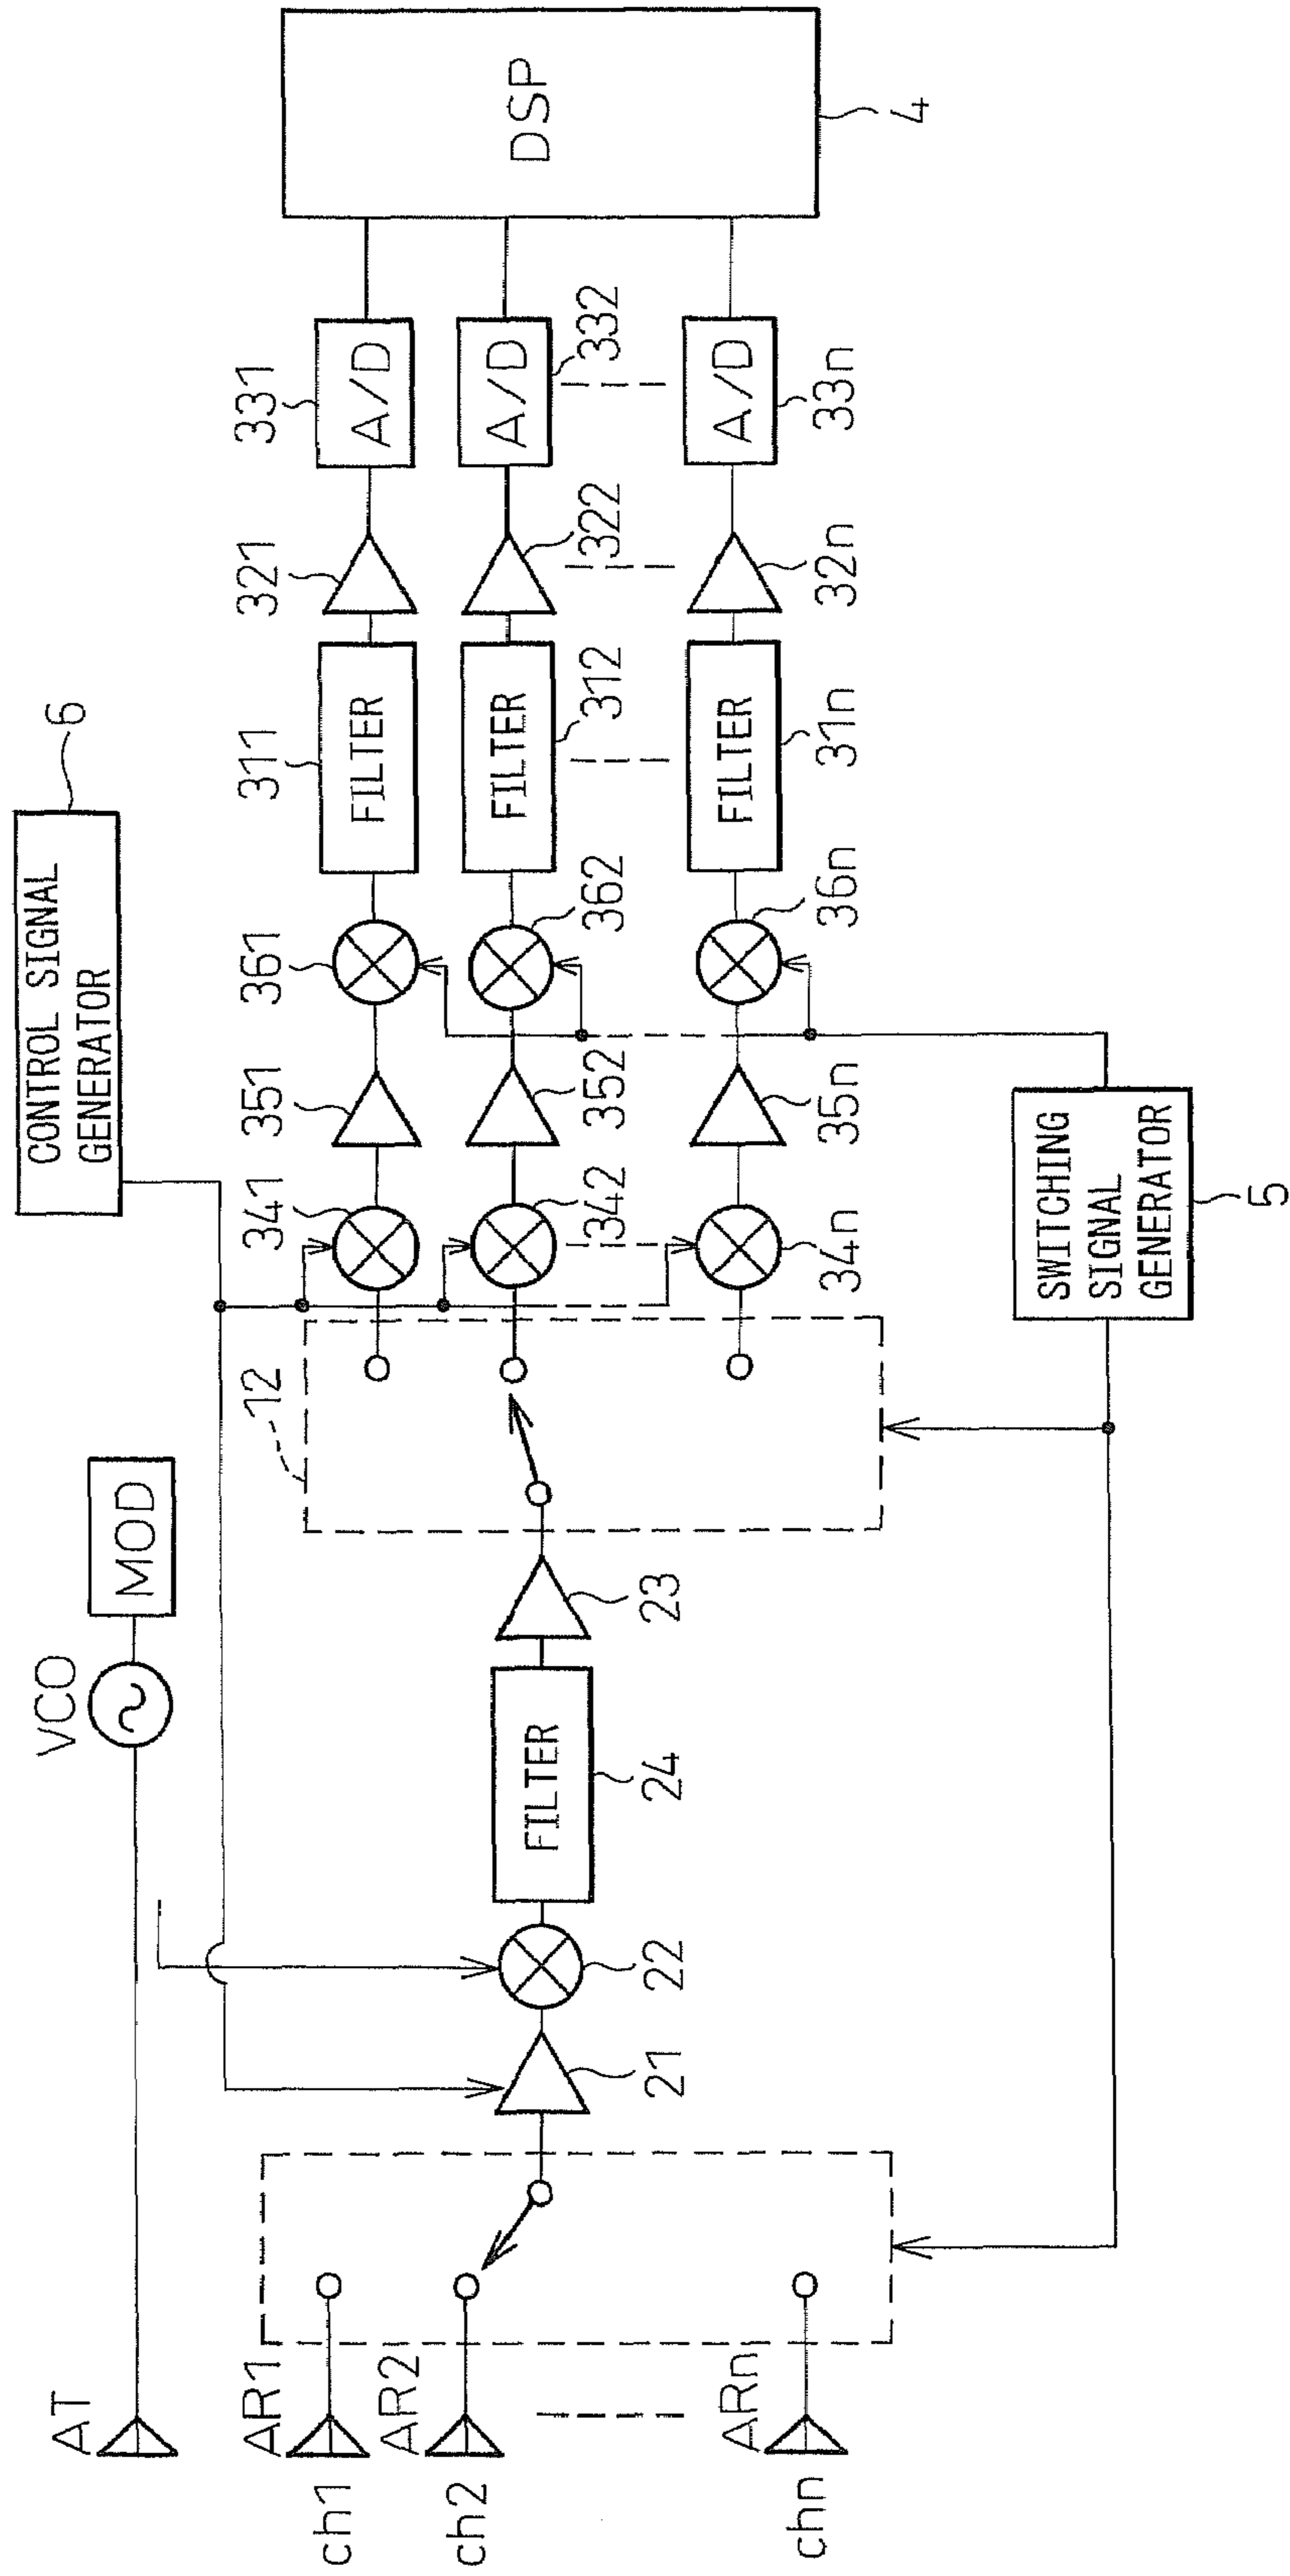 CONTROL SIGNAL
GENERATOR
6
VCO
MOD
AT
AR1
ch1
AR2
ch2
ARn
chn
21
22
FILTER
24
23
12
341
351
361
311
FILTER
321
331
A/D
342
352
362
FILTER
312
322
A/D
332
34n
35n
36n
FILTER
31n
32n
A/D
33n
DSP
4
SWITCHING
SIGNAL
GENERATOR
5